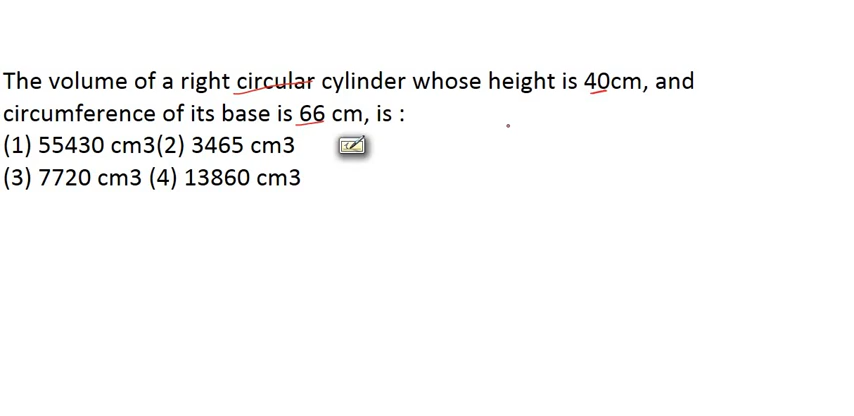 The volume of a right circular cylinder whose height is 40cm, and
circumference of its base is 66 cm, is :
(1) 55430 cm3(2) 3465 cm3
(3) 7720 cm3 (4) 13860 cm3